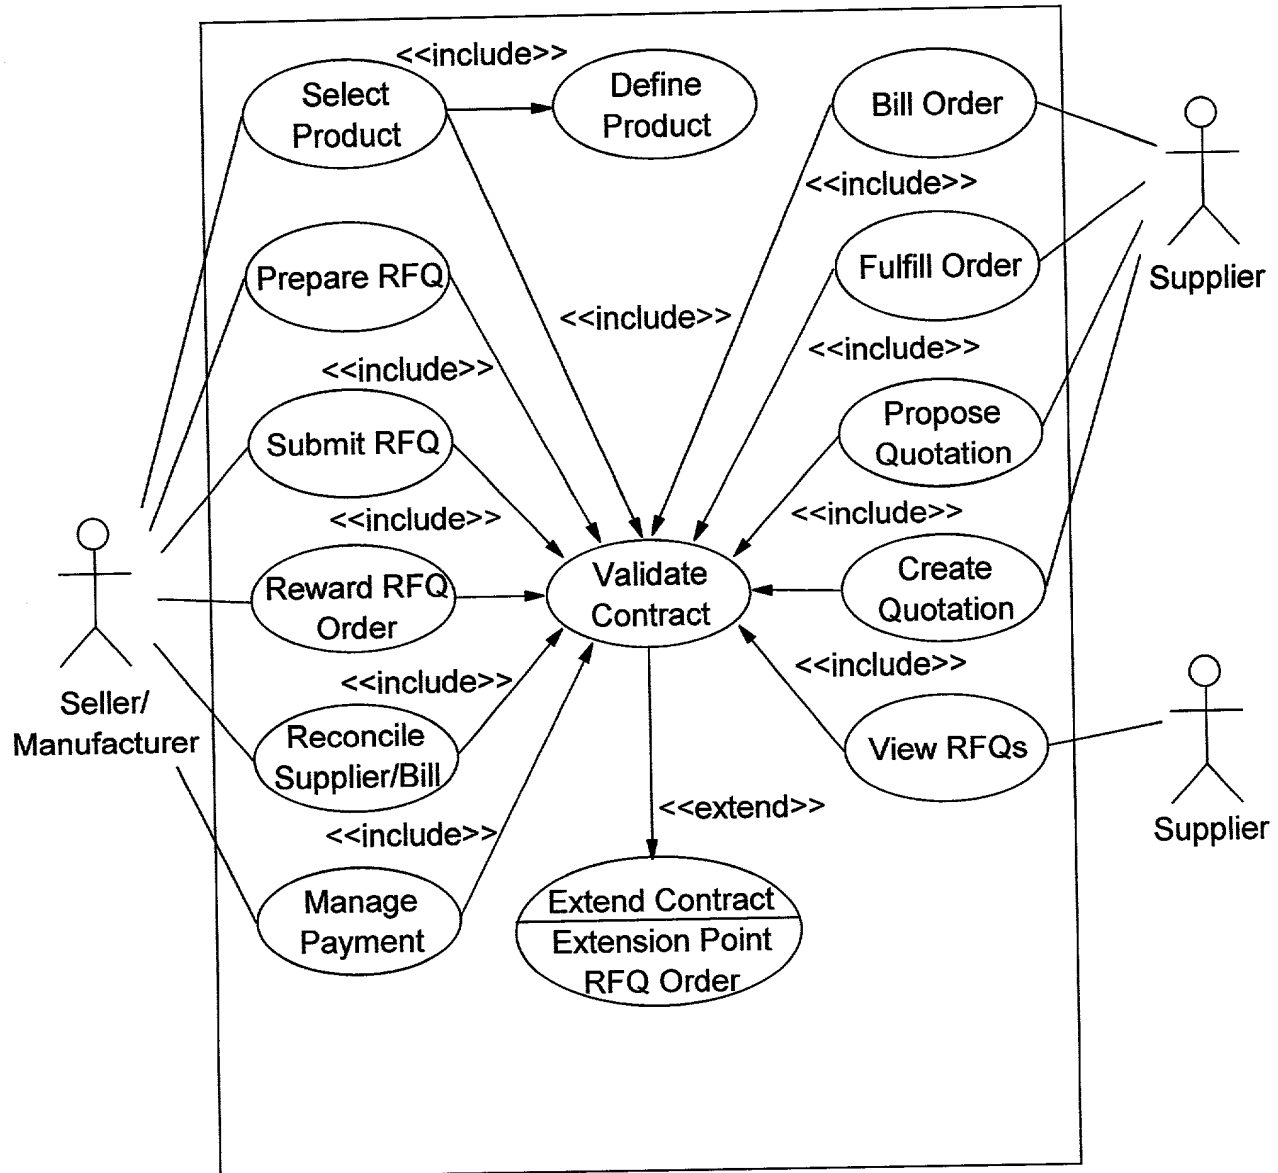 <<include>>
Select
Product
Define
Product
Bill Order
<<include>>
Supplier
Prepare RFQ
Fulfill Order
<<include>>
<<include>>
<<include>>
Submit RFQ
Propose
Quotation
<<include>>
<<include>>
Validate
Contract
Create
Quotation
Reward RFQ
Order
<<include>>
<<include>>
Seller/
Manufacturer
Reconcile
Supplier/Bill
View RFQs
<<include>>
<<extend>>
Supplier
Manage
Payment
Extend Contract
Extension Point
RFQ Order